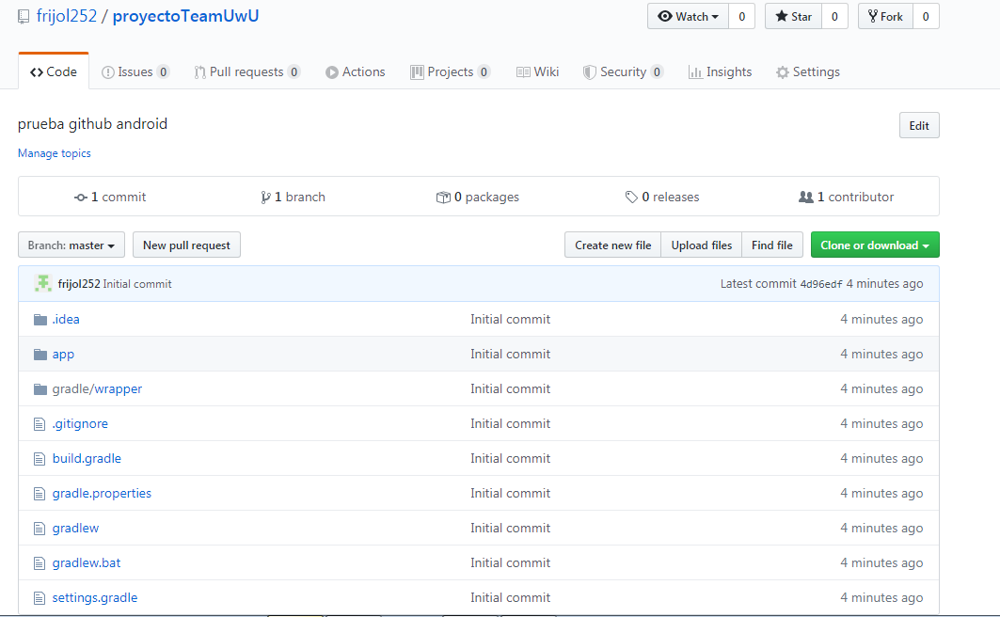 frijol252 / proyectoTeamUwU Watch 0 Star 0 Fork 0
Code Issues 0 Pull requests 0 Actions Projects 0 Wiki Security 0 Insights Settings
prueba github android Edit
Manage topics
1 commit 1 branch 0 packages 0 releases 1 contributor
Branch: master New pull request Create new file Upload files Find file Clone or download
frijol252 Initial commit Latest commit 4d96edf 4 minutes ago
.idea Initial commit 4 minutes ago
app Initial commit 4 minutes ago
gradle/wrapper Initial commit 4 minutes ago
.gitignore Initial commit 4 minutes ago
build.gradle Initial commit 4 minutes ago
gradle.properties Initial commit 4 minutes ago
gradlew Initial commit 4 minutes ago
gradlew.bat Initial commit 4 minutes ago
settings.gradle Initial commit 4 minutes ago